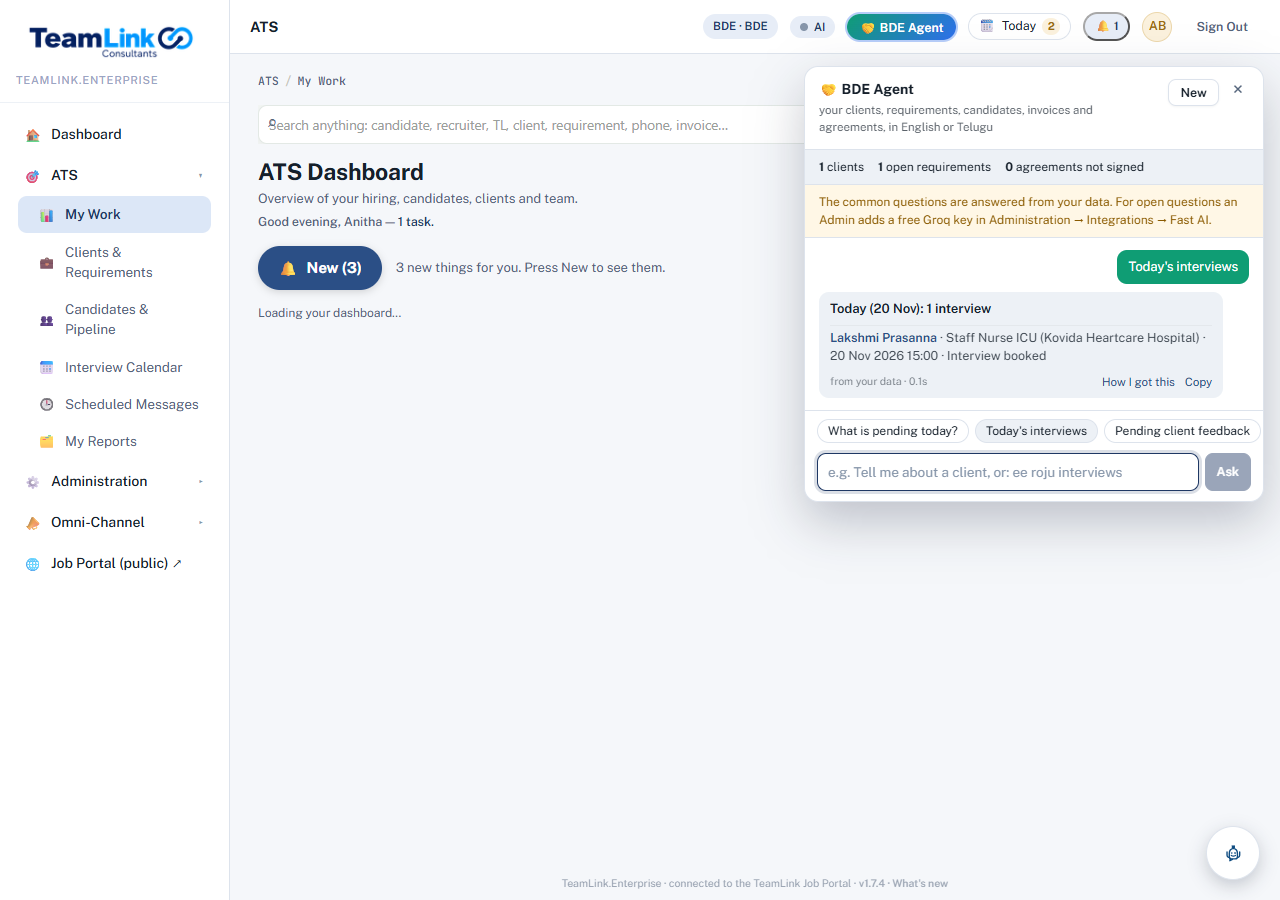 TeamLink
Consultants
TEAMLINK.ENTERPRISE
Dashboard
ATS
My Work
Clients &
Requirements
Candidates &
Pipeline
Interview Calendar
Scheduled Messages
My Reports
Administration
Omni-Channel
Job Portal (public) ↗
ATS
BDE · BDE
AI
BDE Agent
Today 2
1
AB
Sign Out
ATS / My Work
Search anything: candidate, recruiter, TL, client, requirement, phone, invoice...
ATS Dashboard
Overview of your hiring, candidates, clients and team.
Good evening, Anitha — 1 task.
New (3)
3 new things for you. Press New to see them.
Loading your dashboard...
BDE Agent
New ×
your clients, requirements, candidates, invoices and
agreements, in English or Telugu
1 clients 1 open requirements 0 agreements not signed
The common questions are answered from your data. For open questions an
Admin adds a free Groq key in Administration → Integrations → Fast AI.
Today's interviews
Today (20 Nov): 1 interview
Lakshmi Prasanna · Staff Nurse ICU (Kovida Heartcare Hospital) ·
20 Nov 2026 15:00 · Interview booked
from your data · 0.1s
How I got this Copy
What is pending today? Today's interviews Pending client feedback
e.g. Tell me about a client, or: ee roju interviews
Ask
TeamLink.Enterprise · connected to the TeamLink Job Portal · v1.7.4 · What's new